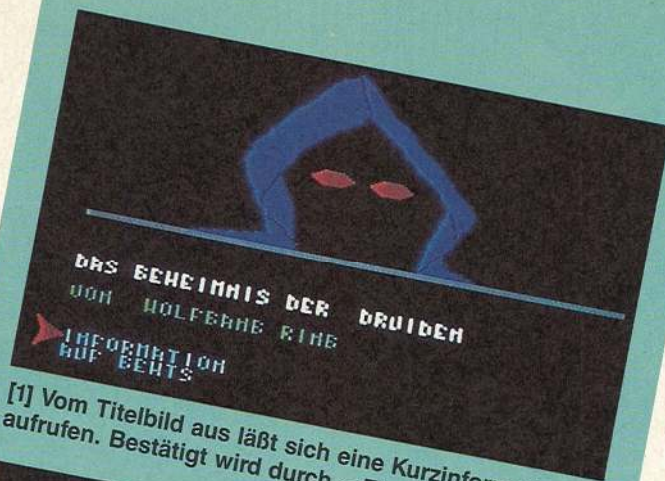 DAS GEHEIMNIS DER DRUIDEN
VON WOLFGANG RING
INFORMATION
AUF GEHTS
[1] Vom Titelbild aus läßt sich eine
aufrufen. Bestätigt wird durch